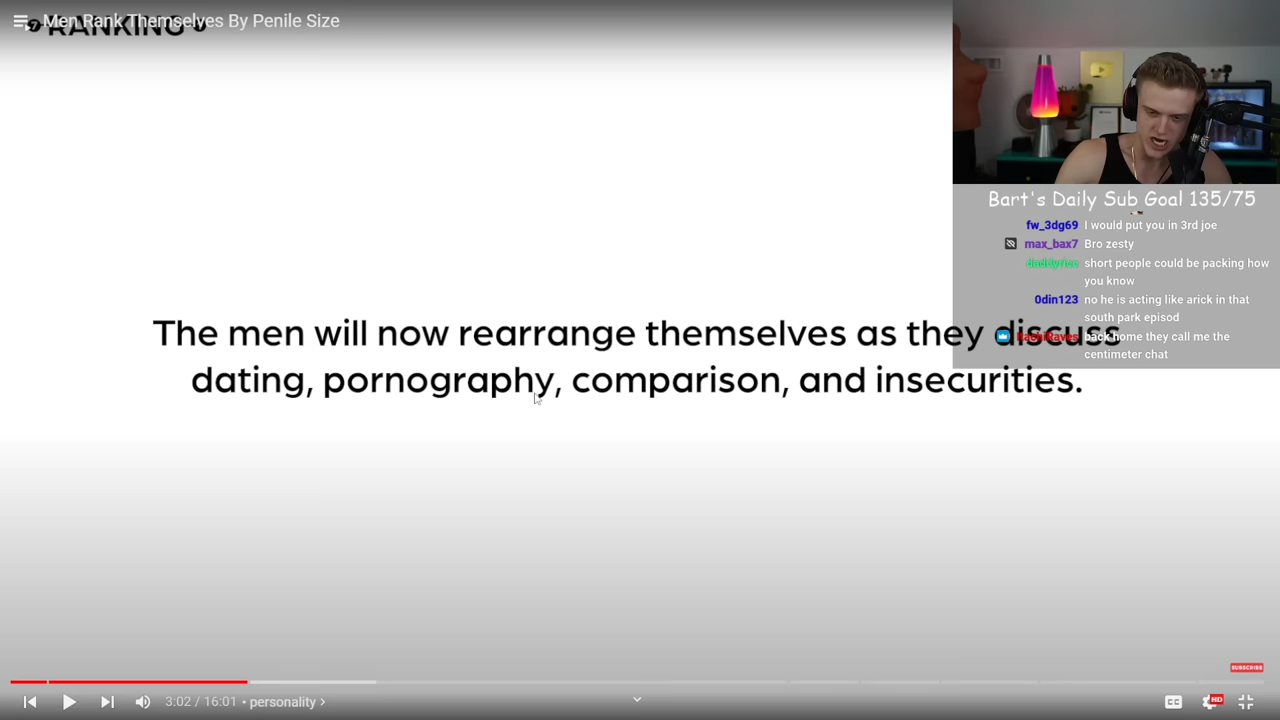 Men Rank Themselves By Penile Size
RANKING
Bart's Daily Sub Goal 135/75
fw_3dg69 I would put you in 3rd joe
max_bax7 Bro zesty
short people could be packing how
you know
0din123 no he is acting like arick in that
south park episod
back home they call me the
centimeter chat
The men will now rearrange themselves as they discuss
dating, pornography, comparison, and insecurities.
SUBSCRIBE
3:02 / 16:01 • personality >
CC
HD